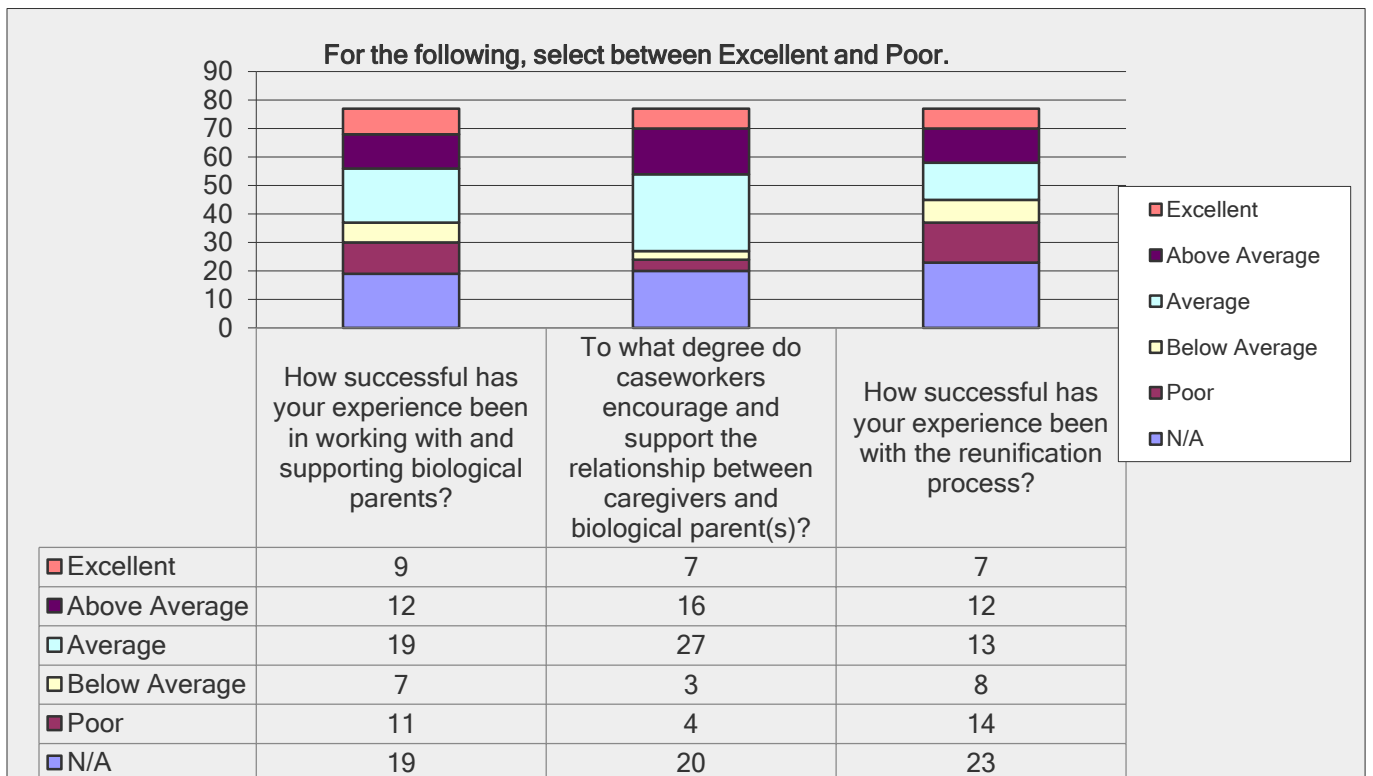 For the following, select between Excellent and Poor.
90
80
70
60
50
40
30
20
10
0
Excellent
Above Average
Average
Below Average
Poor
N/A
How successful has
your experience been
in working with and
supporting biological
parents?
To what degree do
caseworkers
encourage and
support the
relationship between
caregivers and
biological parent(s)?
How successful has
your experience been
with the reunification
process?
Excellent 9 7 7
Above Average 12 16 12
Average 19 27 13
Below Average 7 3 8
Poor 11 4 14
N/A 19 20 23